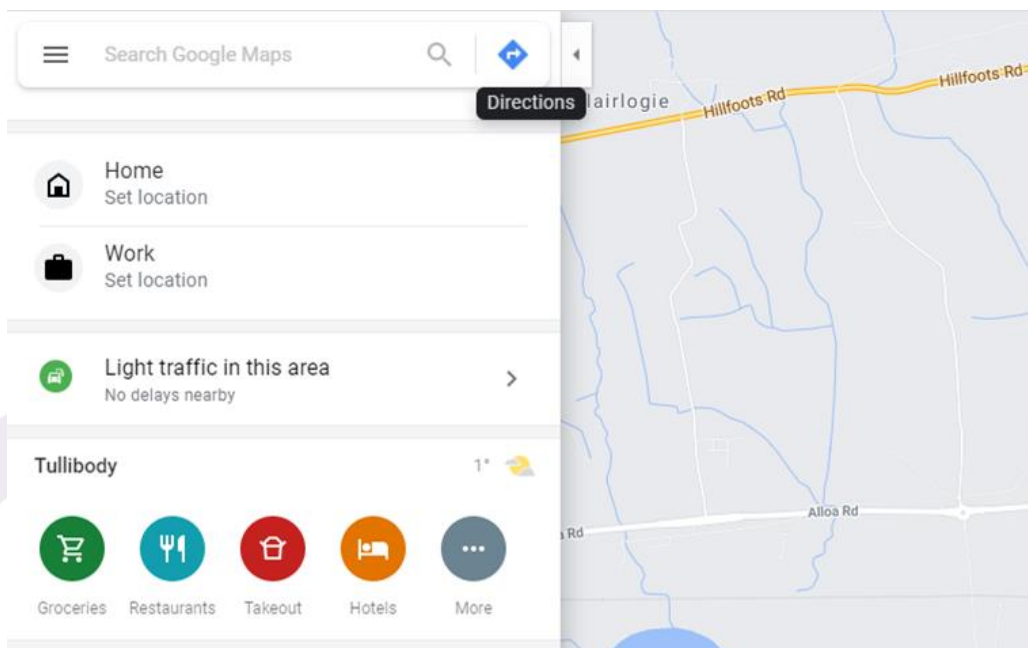 Search Google Maps
Directions
Home
Set location
Work
Set location
Light traffic in this area
No delays nearby
Tullibody 1°
Groceries Restaurants Takeout Hotels More
lairlogie
Hillfoots Rd
Hillfoots Rd
Alloa Rd
Rd